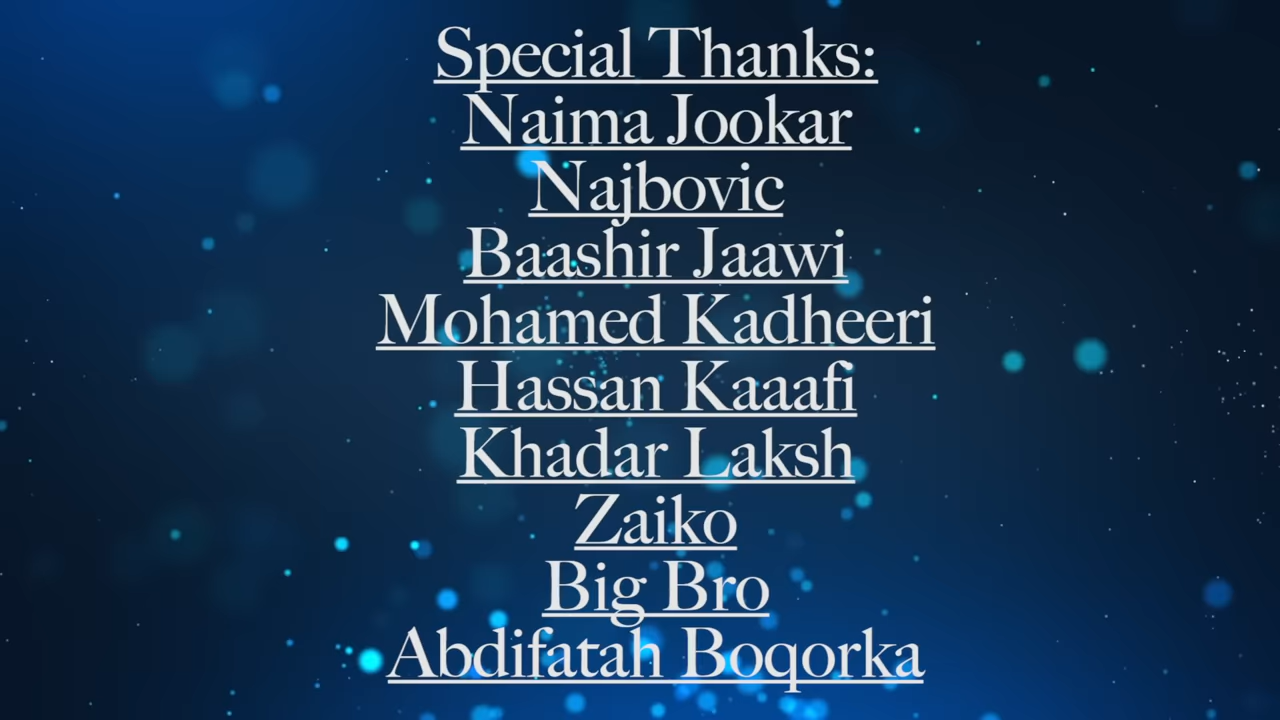 Special Thanks:
Naima Jookar
Najbovic
Baashir Jaawi
Mohamed Kadheeri
Hassan Kaaafi
Khadar Laksh
Zaiko
Big Bro
Abdifatah Boqorka